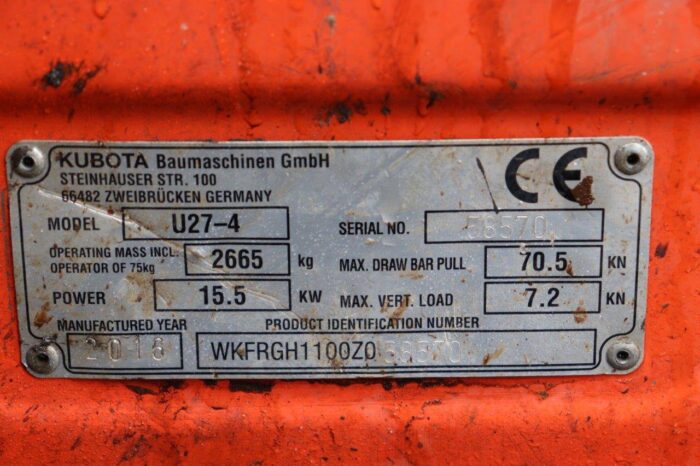 KUBOTA Baumaschinen GmbH
STEINHAUSER STR. 100
66482 ZWEIBRÜCKEN GERMANY
CE
MODEL U27-4
SERIAL NO. 58570
OPERATING MASS INCL.
OPERATOR OF 75kg 2665 kg
MAX. DRAW BAR PULL 70.5 KN
POWER 15.5 KW
MAX. VERT. LOAD 7.2 KN
MANUFACTURED YEAR
2018
PRODUCT IDENTIFICATION NUMBER
WKFRGH1100Z058570